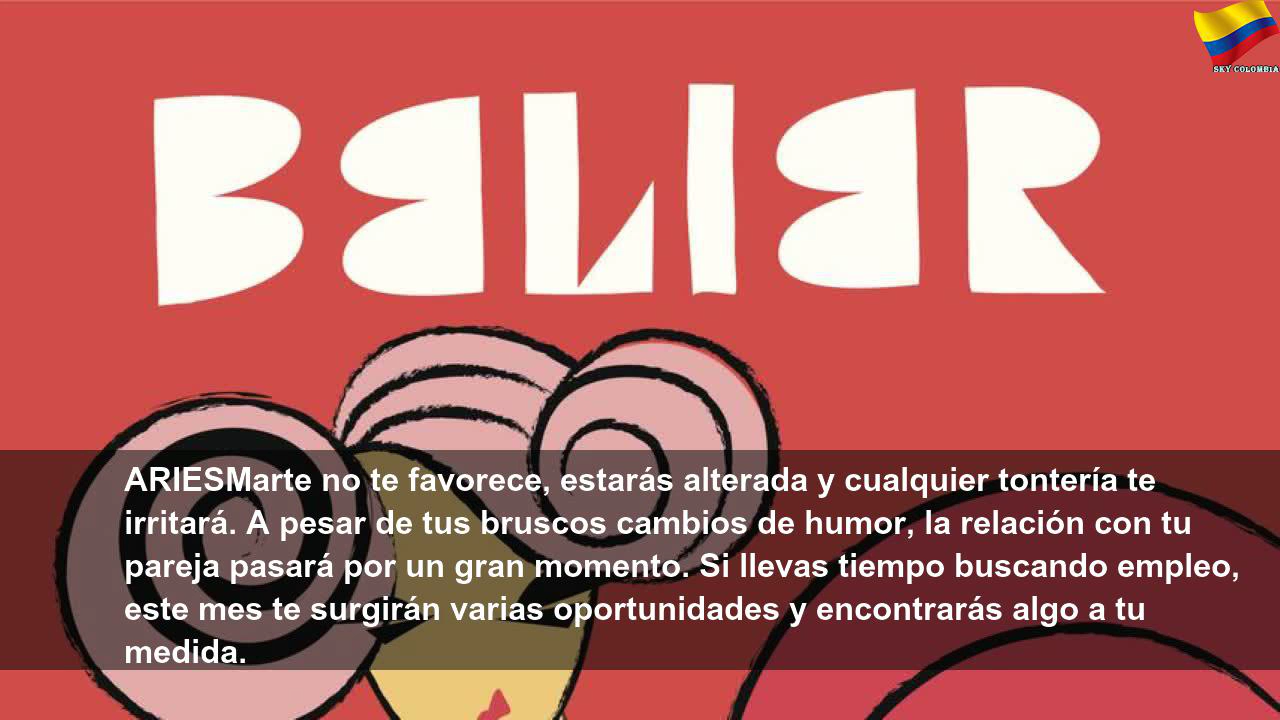 SKY COLOMBIA
BELIER
ARIESMarte no te favorece, estarás alterada y cualquier tontería te
irritará. A pesar de tus bruscos cambios de humor, la relación con tu
pareja pasará por un gran momento. Si llevas tiempo buscando empleo,
este mes te surgirán varias oportunidades y encontrarás algo a tu
medida.